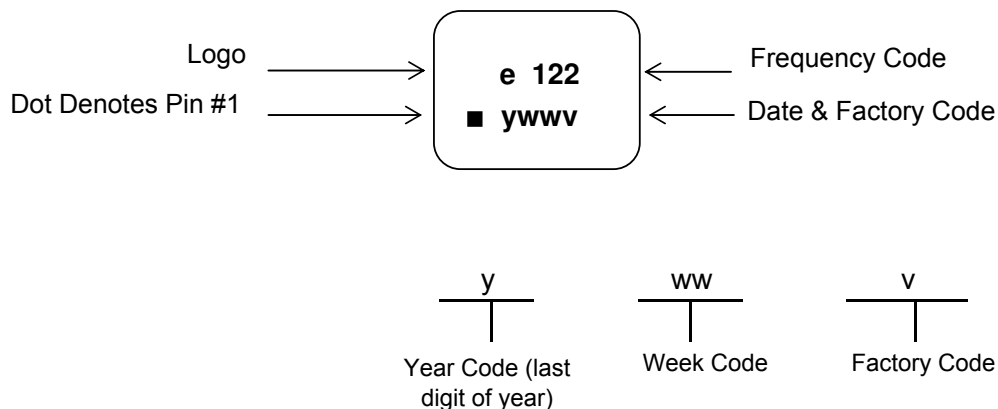 Logo
Dot Denotes Pin #1
e 122
■ ywwv
Frequency Code
Date & Factory Code
y
ww
v
Year Code (last
digit of year)
Week Code
Factory Code